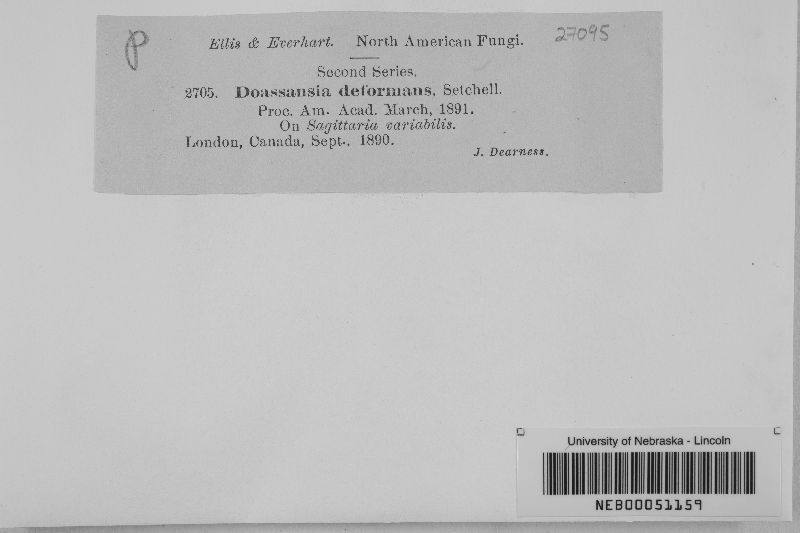 P
Ellis & Everhart. North American Fungi.
27095
Second Series.
2705. Doassansia deformans, Setchell.
Proc. Am. Acad. March, 1891.
On Sagittaria variabilis.
London, Canada, Sept., 1890.
J. Dearness.
University of Nebraska - Lincoln
NEB00051159